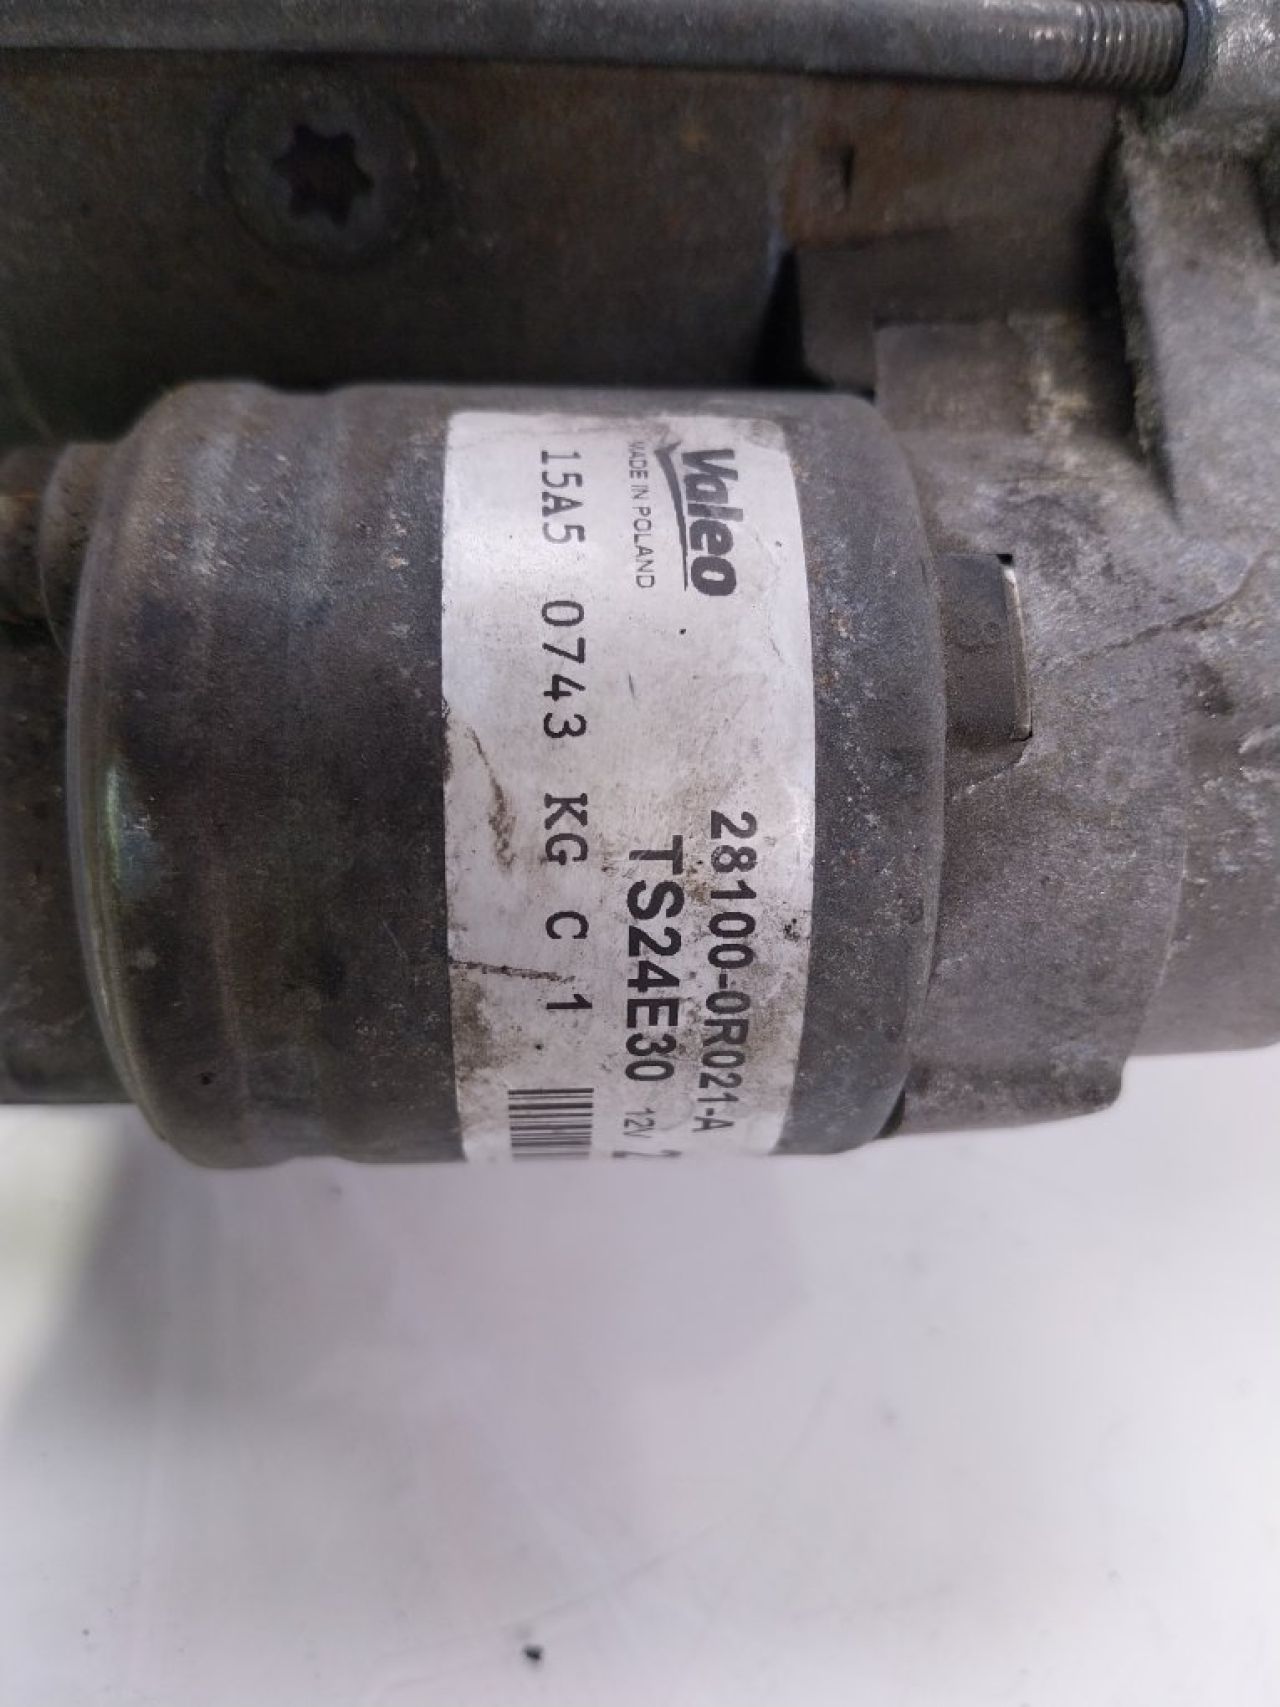 Valeo
MADE IN POLAND
28100-0R021-A
TS24E30 12V
15A5 0743 KG C 1